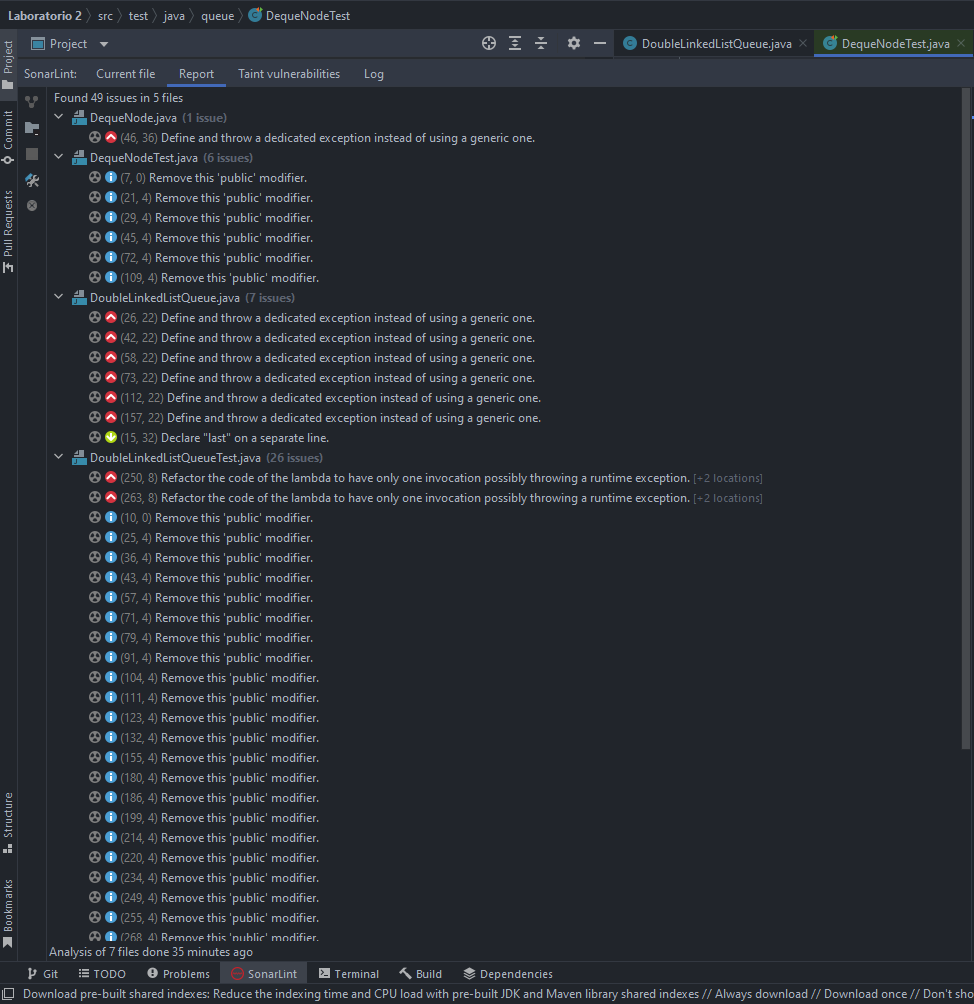 Laboratorio 2 src test java queue DequeNodeTest
Project
DoubleLinkedListQueue.java
DequeNodeTest.java
SonarLint: Current file Report Taint vulnerabilities Log
Found 49 issues in 5 files
DequeNode.java (1 issue)
(46, 36) Define and throw a dedicated exception instead of using a generic one.
DequeNodeTest.java (6 issues)
(7, 0) Remove this 'public' modifier.
(21, 4) Remove this 'public' modifier.
(29, 4) Remove this 'public' modifier.
(45, 4) Remove this 'public' modifier.
(72, 4) Remove this 'public' modifier.
(109, 4) Remove this 'public' modifier.
DoubleLinkedListQueue.java (7 issues)
(26, 22) Define and throw a dedicated exception instead of using a generic one.
(42, 22) Define and throw a dedicated exception instead of using a generic one.
(58, 22) Define and throw a dedicated exception instead of using a generic one.
(73, 22) Define and throw a dedicated exception instead of using a generic one.
(112, 22) Define and throw a dedicated exception instead of using a generic one.
(157, 22) Define and throw a dedicated exception instead of using a generic one.
(15, 32) Declare "last" on a separate line.
DoubleLinkedListQueueTest.java (26 issues)
(250, 8) Refactor the code of the lambda to have only one invocation possibly throwing a runtime exception. [+2 locations]
(263, 8) Refactor the code of the lambda to have only one invocation possibly throwing a runtime exception. [+2 locations]
(10, 0) Remove this 'public' modifier.
(25, 4) Remove this 'public' modifier.
(36, 4) Remove this 'public' modifier.
(43, 4) Remove this 'public' modifier.
(57, 4) Remove this 'public' modifier.
(71, 4) Remove this 'public' modifier.
(79, 4) Remove this 'public' modifier.
(91, 4) Remove this 'public' modifier.
(104, 4) Remove this 'public' modifier.
(111, 4) Remove this 'public' modifier.
(123, 4) Remove this 'public' modifier.
(132, 4) Remove this 'public' modifier.
(155, 4) Remove this 'public' modifier.
(180, 4) Remove this 'public' modifier.
(186, 4) Remove this 'public' modifier.
(199, 4) Remove this 'public' modifier.
(214, 4) Remove this 'public' modifier.
(220, 4) Remove this 'public' modifier.
(234, 4) Remove this 'public' modifier.
(249, 4) Remove this 'public' modifier.
(255, 4) Remove this 'public' modifier.
(268, 4) Remove this 'public' modifier.
Analysis of 7 files done 35 minutes ago
Project
Commit
Pull Requests
Structure
Bookmarks
Git TODO Problems SonarLint Terminal Build Dependencies
Download pre-built shared indexes: Reduce the indexing time and CPU load with pre-built JDK and Maven library shared indexes // Always download // Download once // Don't sho